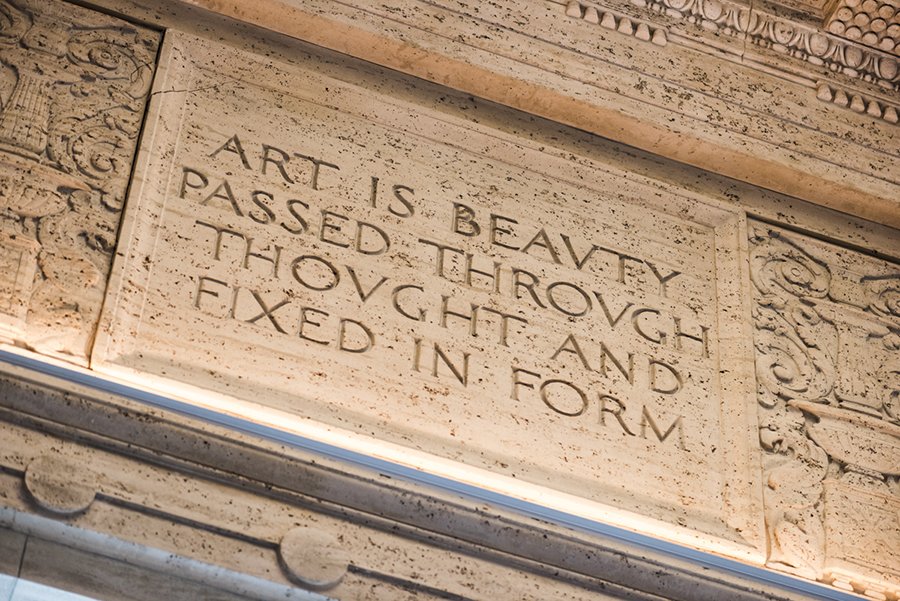 ART IS BEAVTY
PASSED THROVGH
THOVGHT AND
FIXED IN FORM